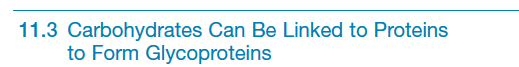 11.3 Carbohydrates Can Be Linked to Proteins
to Form Glycoproteins